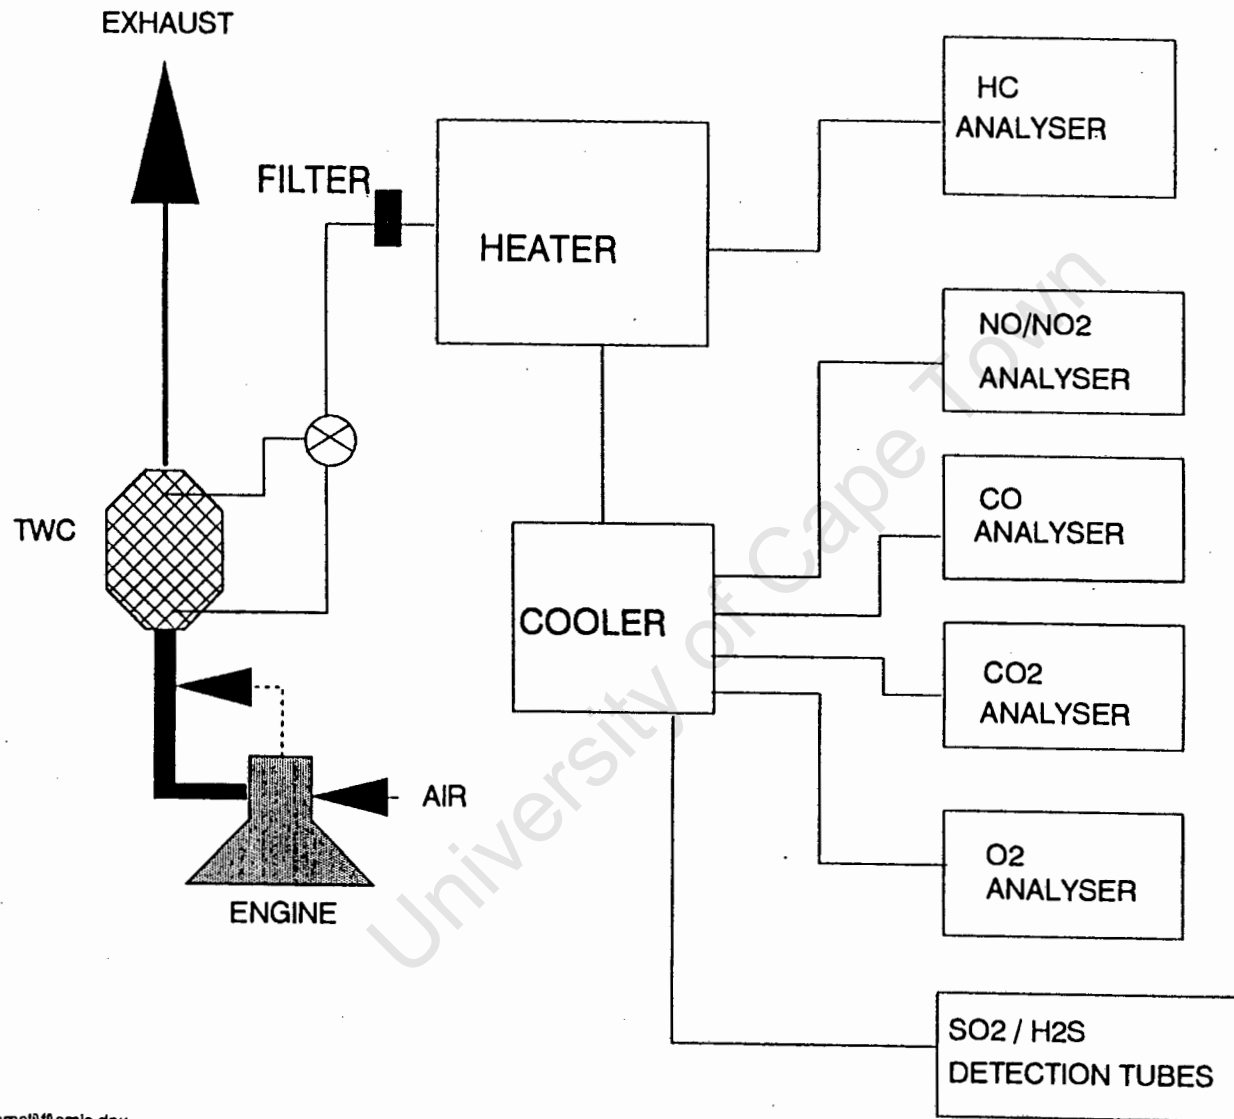 EXHAUST
HC
ANALYSER
FILTER
HEATER
NO/NO2
ANALYSER
CO
ANALYSER
TWC
COOLER
CO2
ANALYSER
AIR
O2
ANALYSER
ENGINE
SO2 / H2S
DETECTION TUBES
University of Cape Town